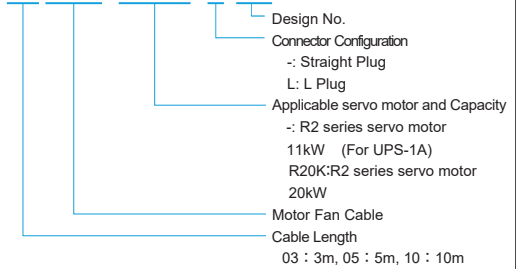 Design No.
Connector Configuration
-: Straight Plug
L: L Plug
Applicable servo motor and Capacity
-: R2 series servo motor
11kW (For UPS-1A)
R20K:R2 series servo motor
20kW
Motor Fan Cable
Cable Length
03：3m, 05：5m, 10：10m